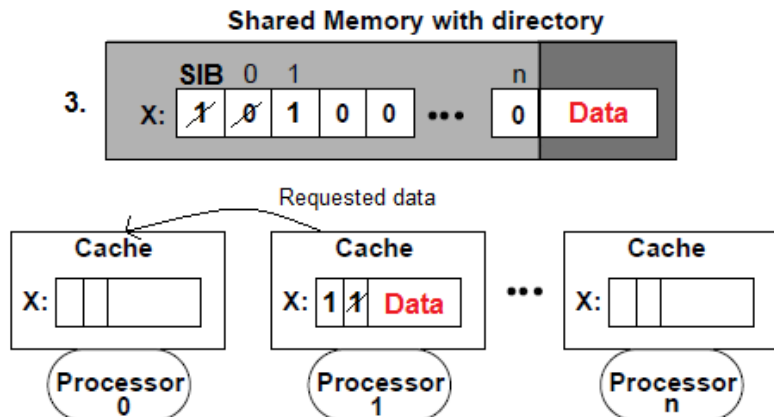 Shared Memory with directory
SIB 0 1 n
3. X: 1 0 1 0 0 ••• 0 Data
Requested data
Cache Cache Cache
X: X: 1 1 Data ••• X:
Processor 0 Processor 1 Processor n